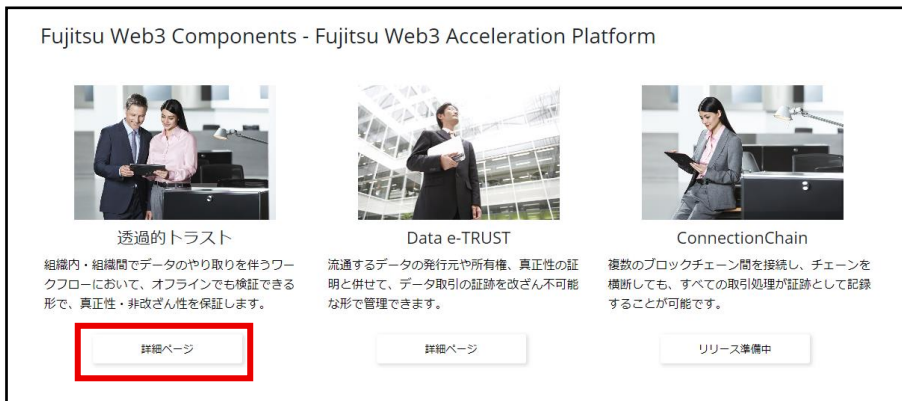 Fujitsu Web3 Components - Fujitsu Web3 Acceleration Platform
透過的トラスト
組織内・組織間でデータのやり取りを伴うワー
クフローにおいて、オフラインでも検証できる
形で、真正性・非改ざん性を保証します。
詳細ページ
Data e-TRUST
流通するデータの発行元や所有権、真正性の証
明と併せて、データ取引の証跡を改ざん不可能
な形で管理できます。
詳細ページ
ConnectionChain
複数のブロックチェーン間を接続し、チェーンを
横断しても、すべての取引処理が証跡として記録
することが可能です。
リリース準備中